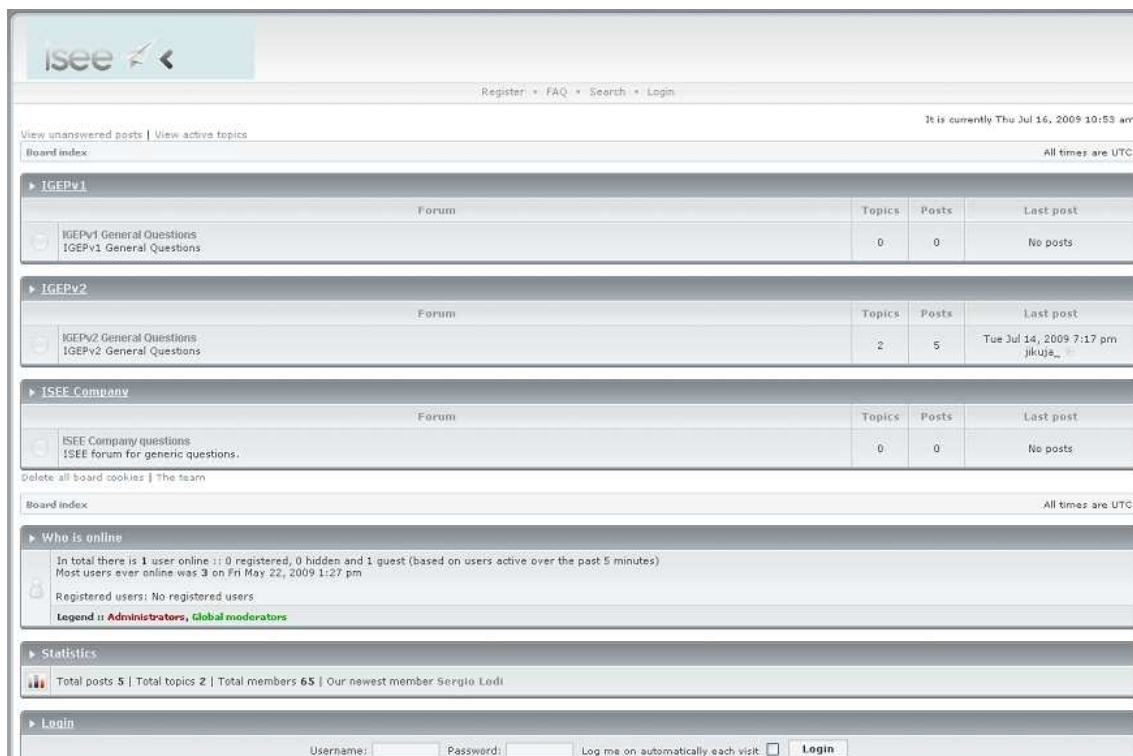 isee
Register • FAQ • Search • Login
It is currently Thu Jul 16, 2009 10:53 am
View unanswered posts | View active topics
Board index All times are UTC
IGEPv1
Forum Topics Posts Last post
IGEPv1 General Questions
IGEPv1 General Questions
0 0 No posts
IGEPv2
Forum Topics Posts Last post
IGEPv2 General Questions
IGEPv2 General Questions
2 5 Tue Jul 14, 2009 7:17 pm
jikuja_
ISEE Company
Forum Topics Posts Last post
ISEE Company questions
ISEE forum for generic questions.
0 0 No posts
Delete all board cookies | The team
Board index All times are UTC
Who is online
In total there is 1 user online :: 0 registered, 0 hidden and 1 guest (based on users active over the past 5 minutes)
Most users ever online was 3 on Fri May 22, 2009 1:27 pm
Registered users: No registered users
Legend :: Administrators, Global moderators
Statistics
Total posts 5 | Total topics 2 | Total members 65 | Our newest member Sergio Lodi
Login
Username: Password: Log me on automatically each visit Login